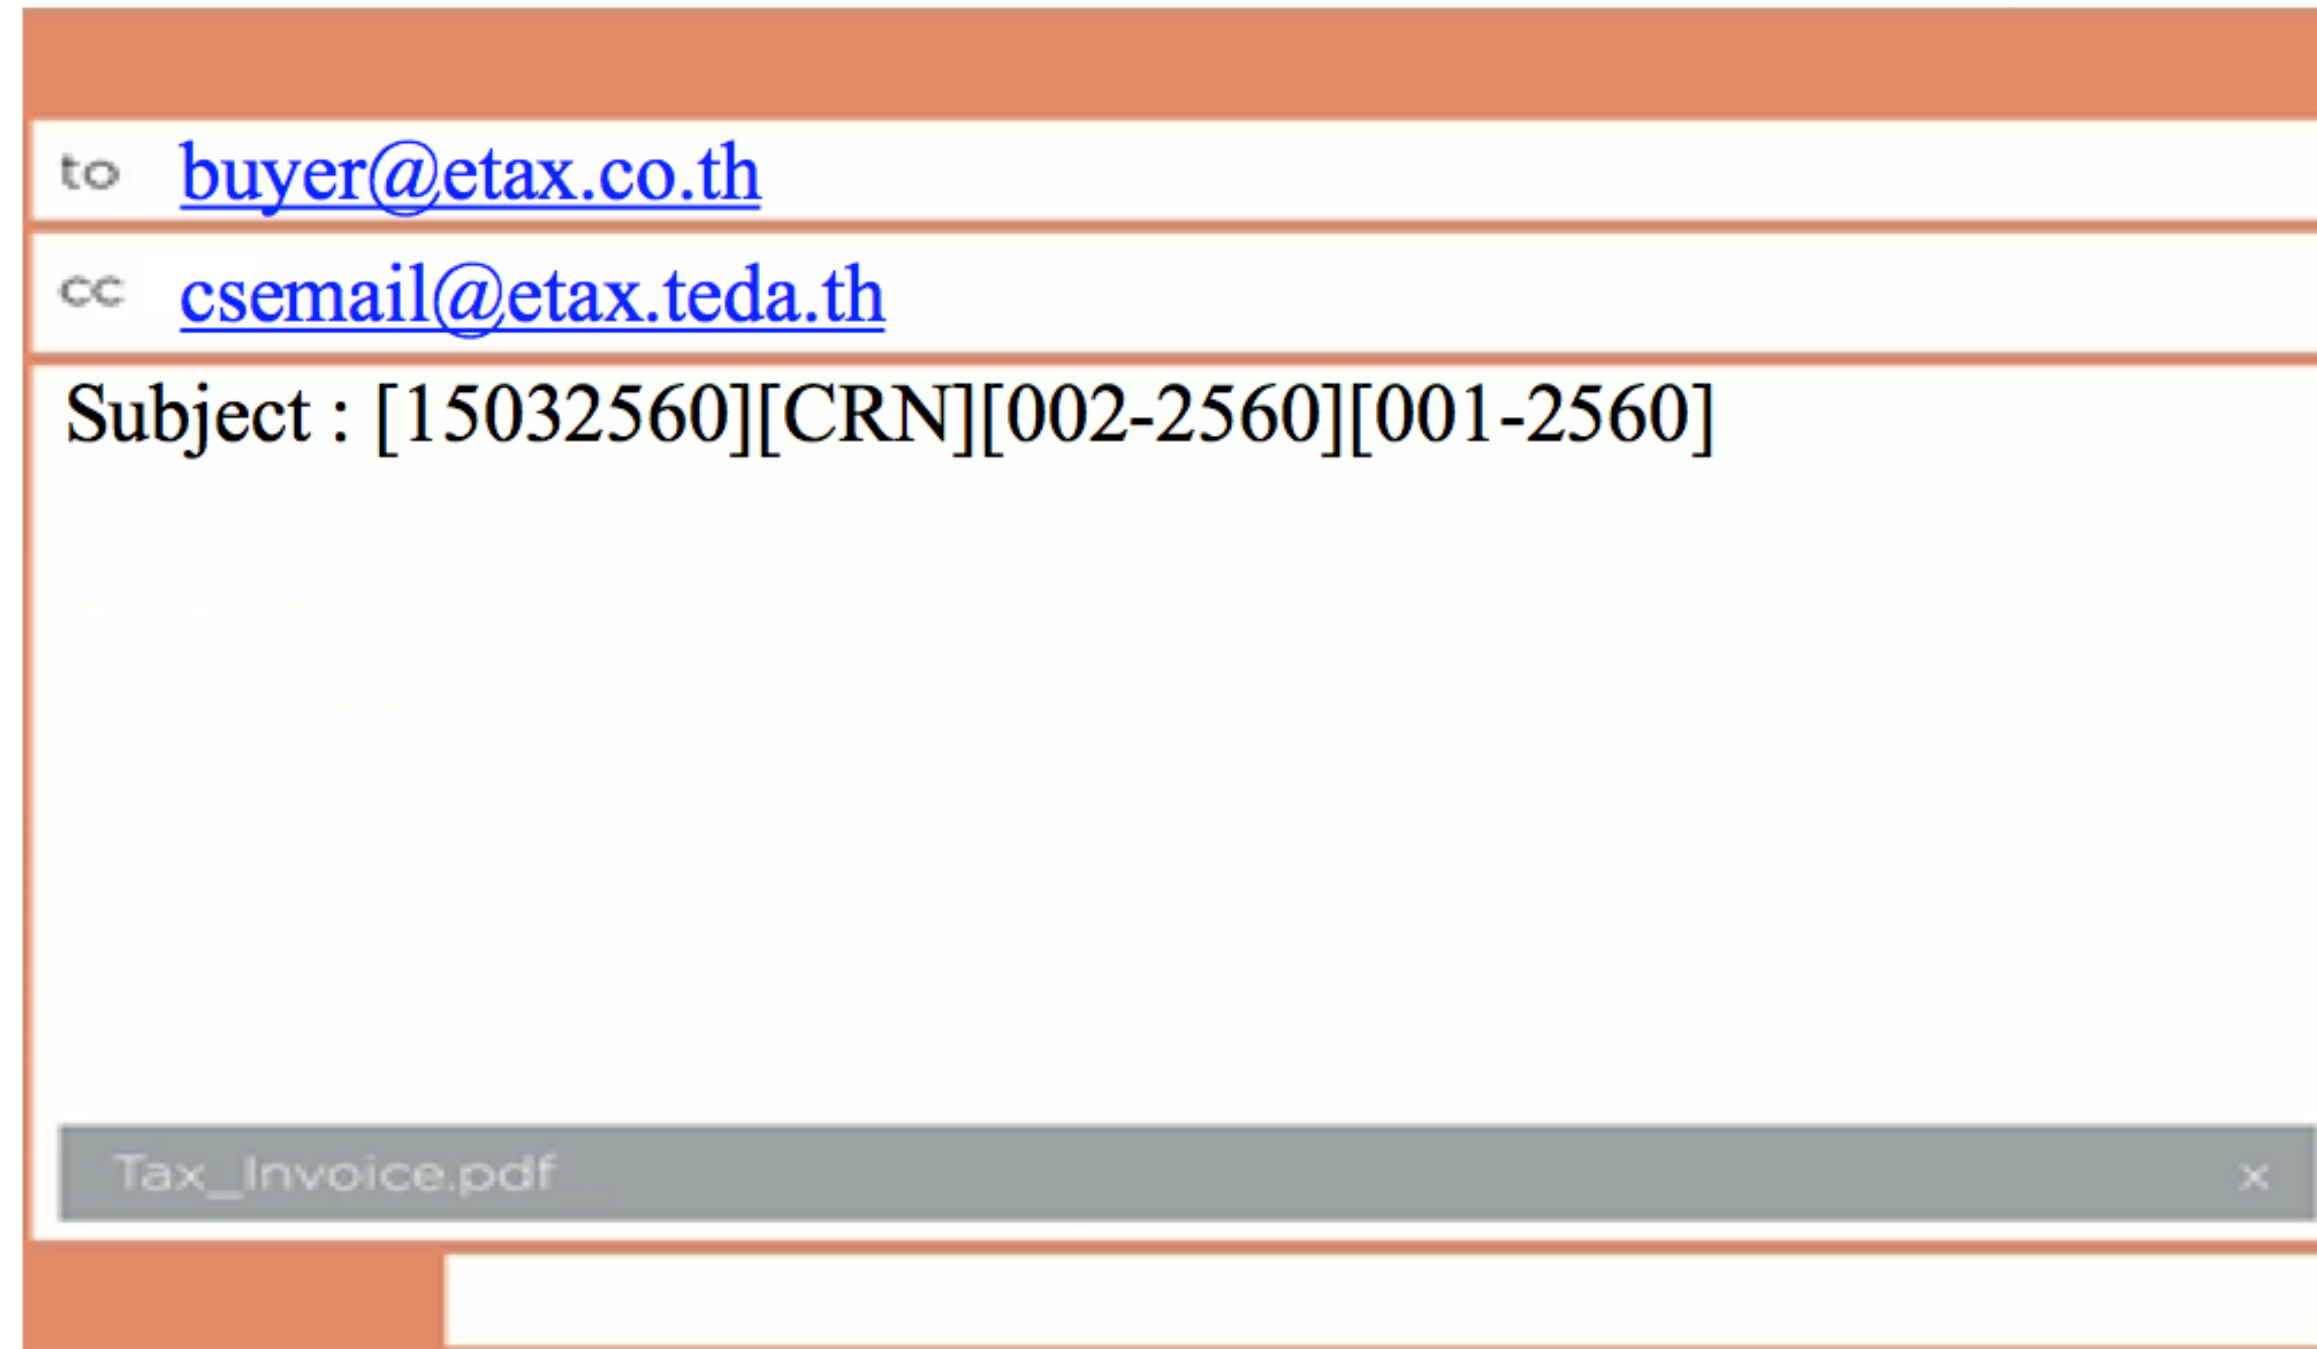 to buyer@etax.co.th
cc csemail@etax.teda.th
Subject : [15032560][CRN][002-2560][001-2560]
Tax_Invoice.pdf ×